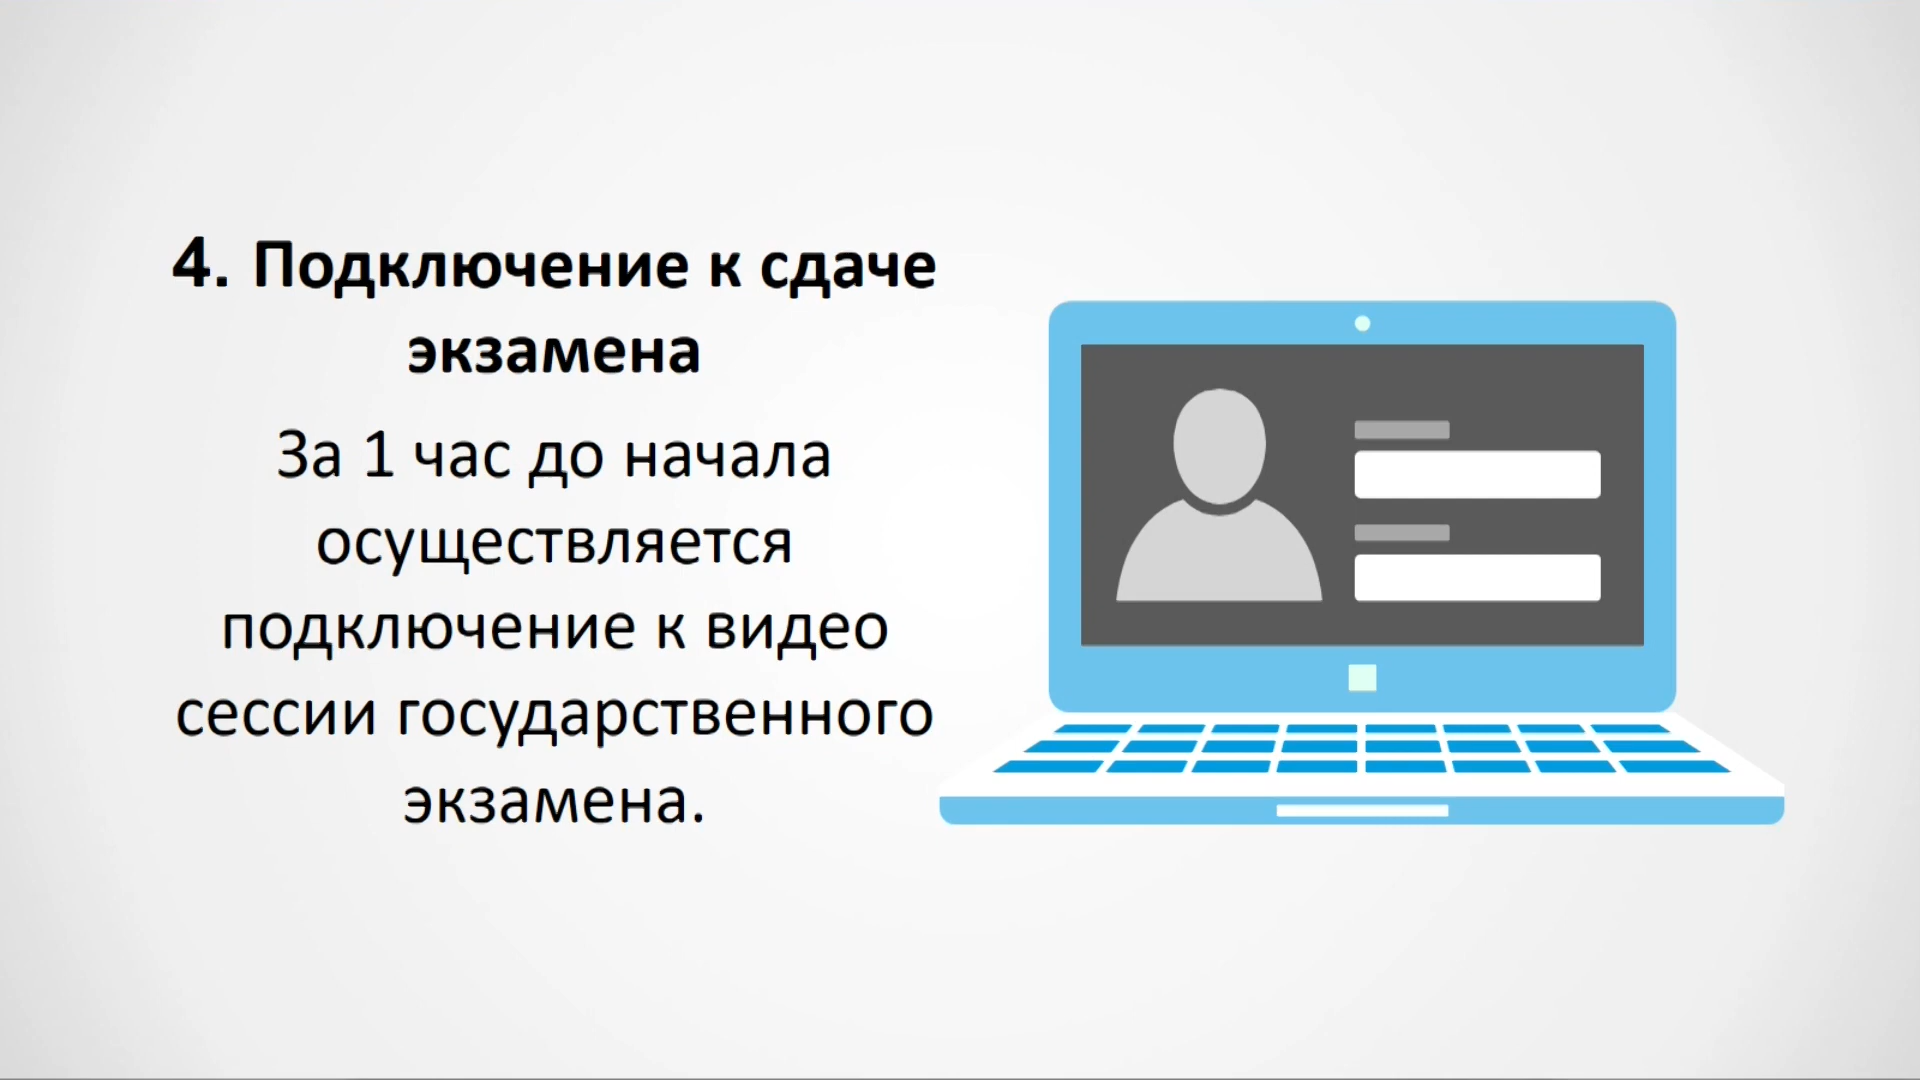 4. Подключение к сдаче
экзамена
За 1 час до начала
осуществляется
подключение к видео
сессии государственного
экзамена.